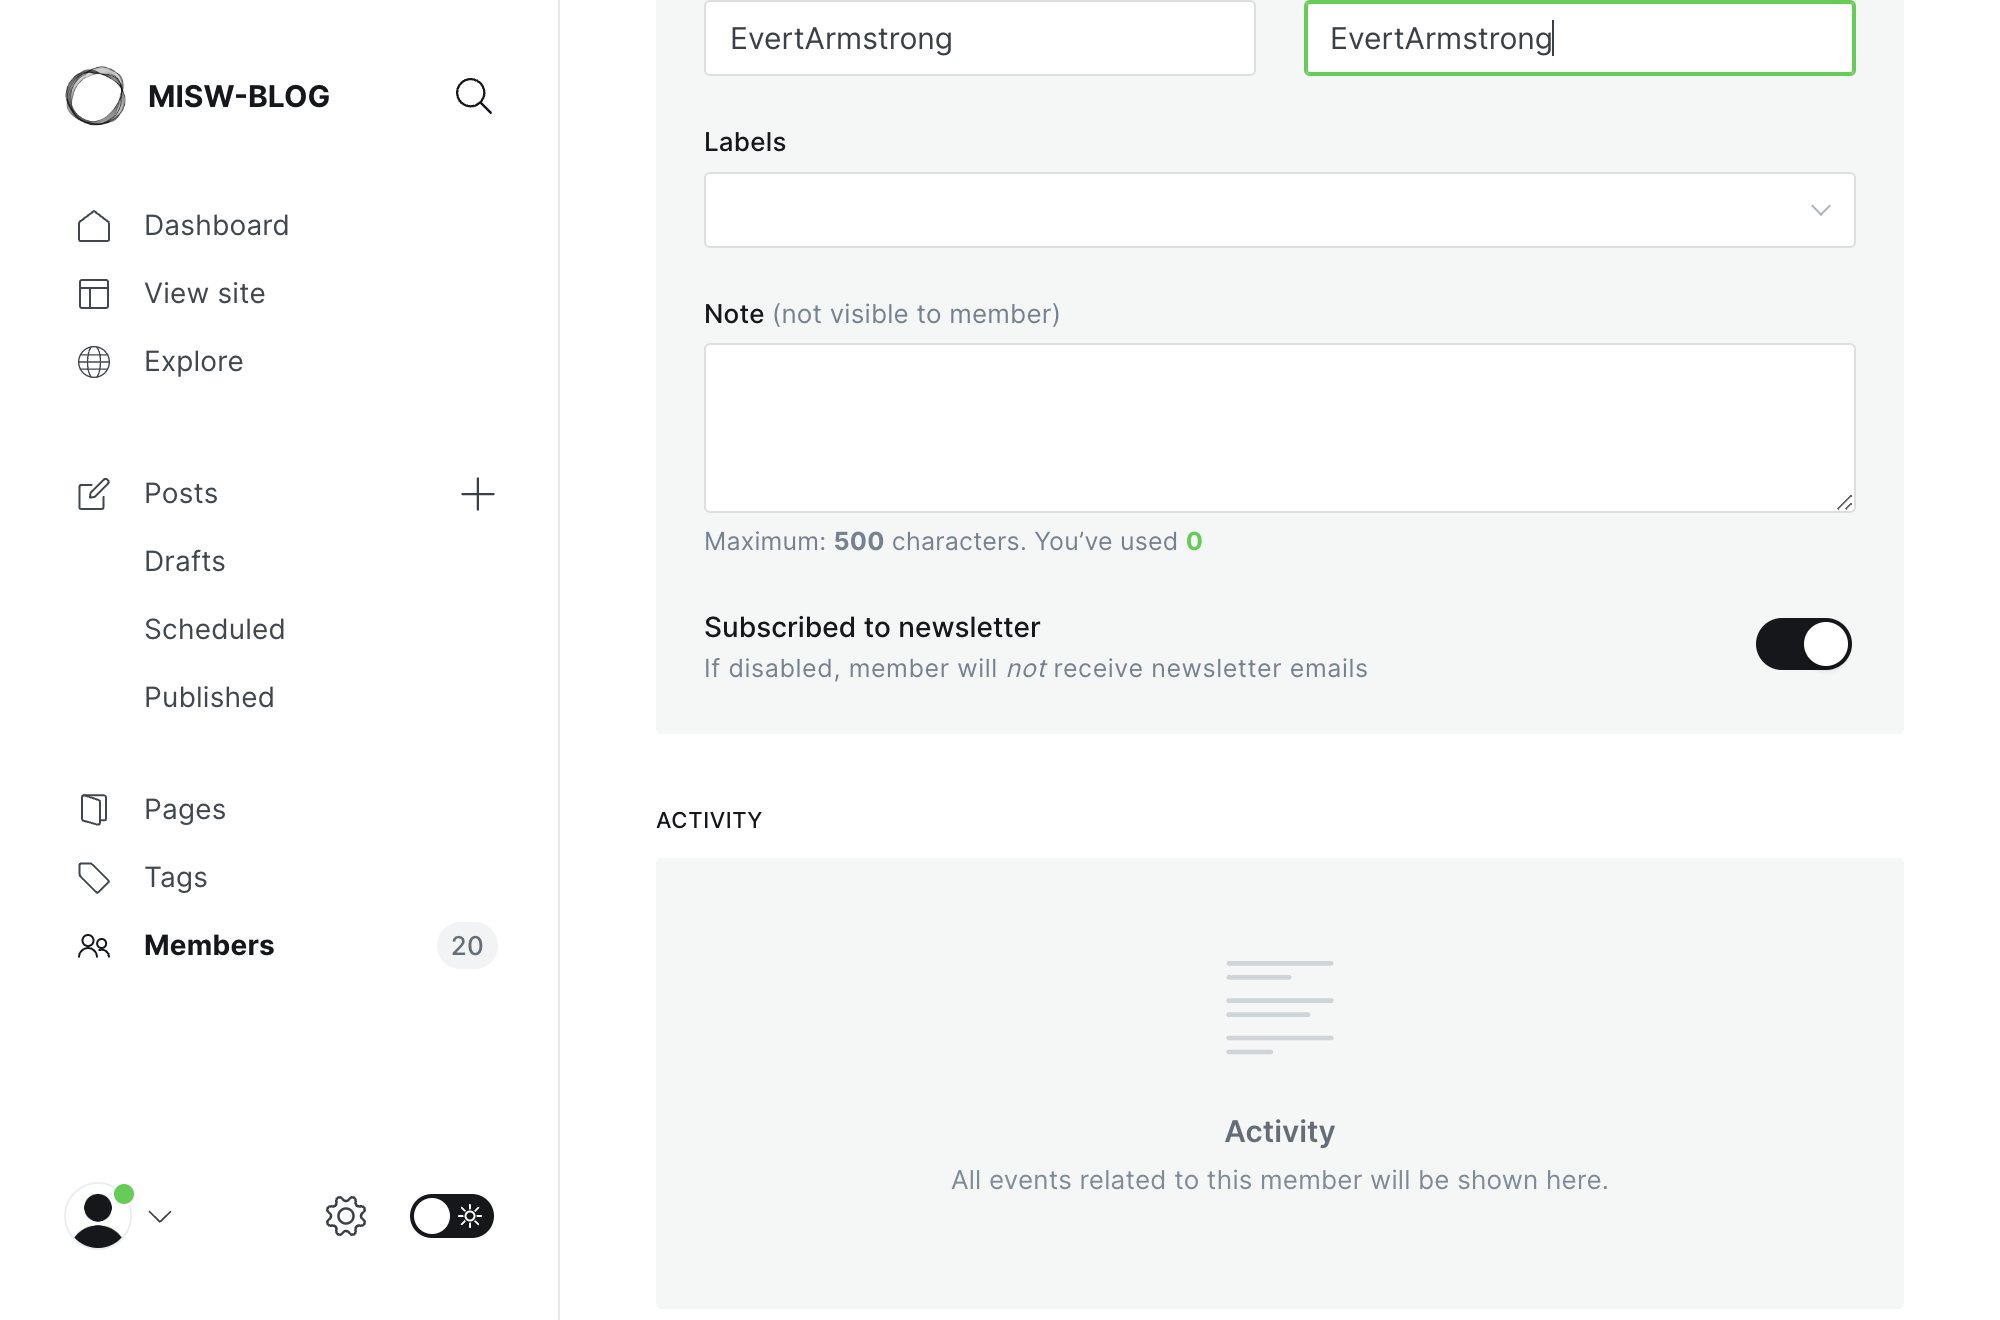 MISW-BLOG
Dashboard
View site
Explore
Posts
Drafts
Scheduled
Published
Pages
Tags
Members 20
EvertArmstrong EvertArmstrong
Labels
Note (not visible to member)
Maximum: 500 characters. You’ve used 0
Subscribed to newsletter
If disabled, member will not receive newsletter emails
ACTIVITY
Activity
All events related to this member will be shown here.